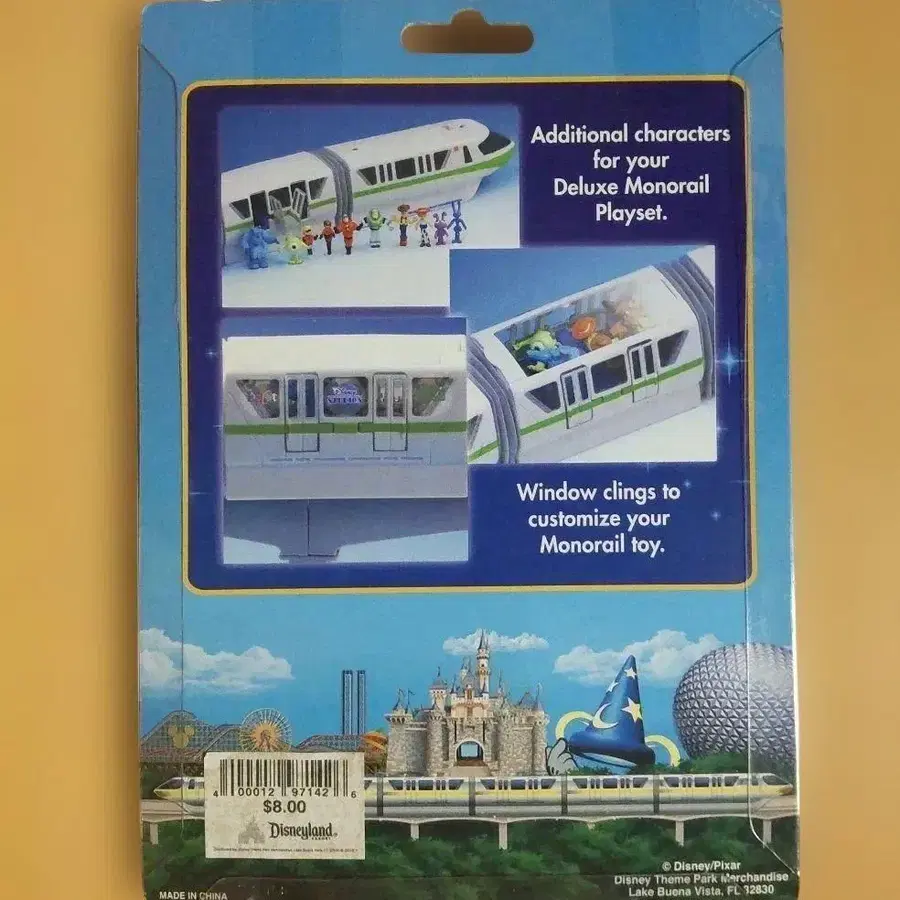 Additional characters
for your
Deluxe Monorail
Playset.
Window clings to
customize your
Monorail toy.
4 00012 97142 6
$8.00
Disneyland
RESORT
© Disney/Pixar
Disney Theme Park Merchandise
Lake Buena Vista, FL 32830
MADE IN CHINA